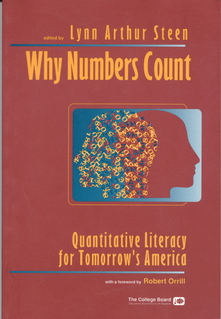 edited by Lynn Arthur Steen
Why Numbers Count
Quantitative Literacy
for Tomorrow's America
with a foreword by Robert Orrill
The College Board